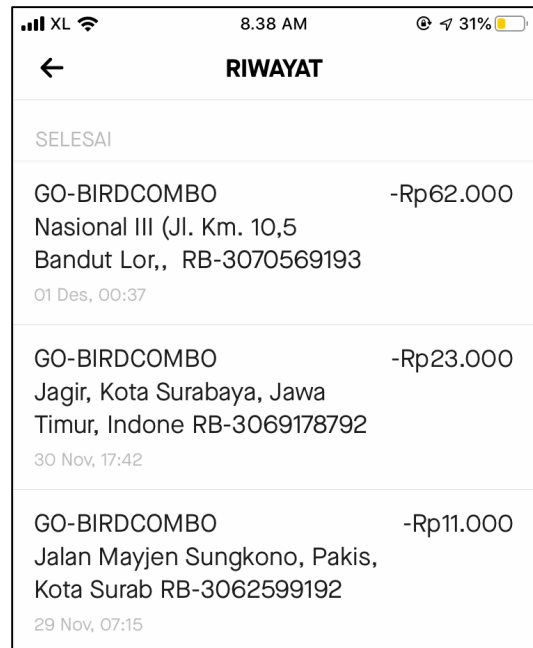 XL 8.38 AM 31%
RIWAYAT
SELESAI
GO-BIRDCOMBO -Rp62.000
Nasional III (Jl. Km. 10,5
Bandut Lor,, RB-3070569193
01 Des, 00:37
GO-BIRDCOMBO -Rp23.000
Jagir, Kota Surabaya, Jawa
Timur, Indone RB-3069178792
30 Nov, 17:42
GO-BIRDCOMBO -Rp11.000
Jalan Mayjen Sungkono, Pakis,
Kota Surab RB-3062599192
29 Nov, 07:15